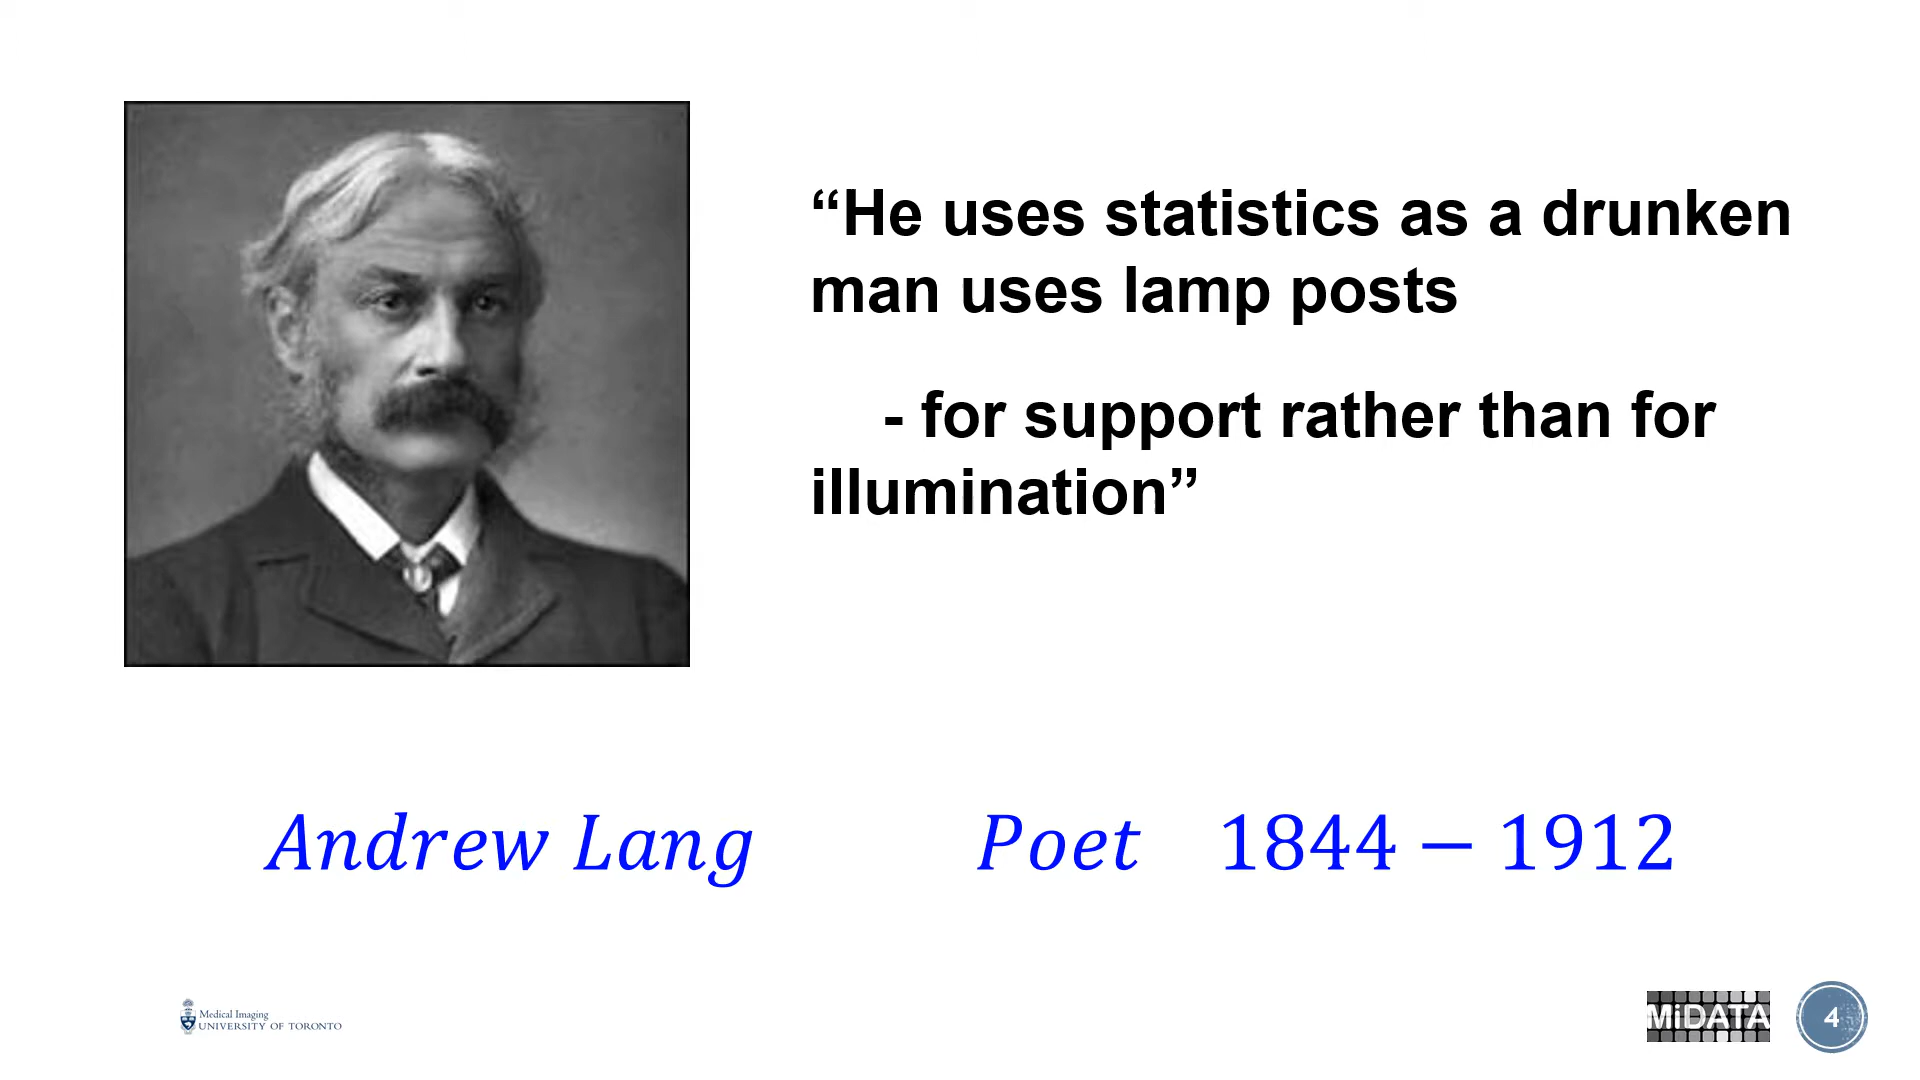 “He uses statistics as a drunken
man uses lamp posts
- for support rather than for
illumination”
Andrew Lang Poet 1844 – 1912
Medical Imaging
UNIVERSITY OF TORONTO
MiDATA
4